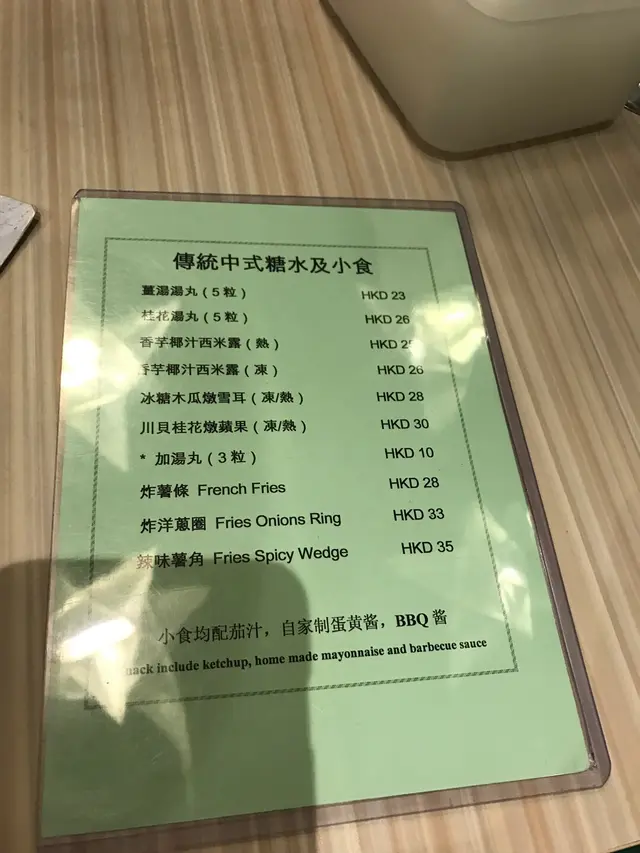 傳統中式糖水及小食
薑湯湯丸（5 粒） HKD 23
桂花湯丸（5 粒） HKD 26
香芋椰汁西米露（熱） HKD
香芋椰汁西米露（凍） HKD 26
冰糖木瓜燉雪耳（凍/熱） HKD 28
川貝桂花燉蘋果（凍/熱） HKD 30
* 加湯丸（3 粒） HKD 10
炸薯條 French Fries HKD 28
炸洋蔥圈 Fries Onions Ring HKD 33
辣味薯角 Fries Spicy Wedge HKD 35
小食均配茄汁，自家制蛋黄酱，BBQ 酱
include ketchup, home made mayonnaise and barbecue sauce